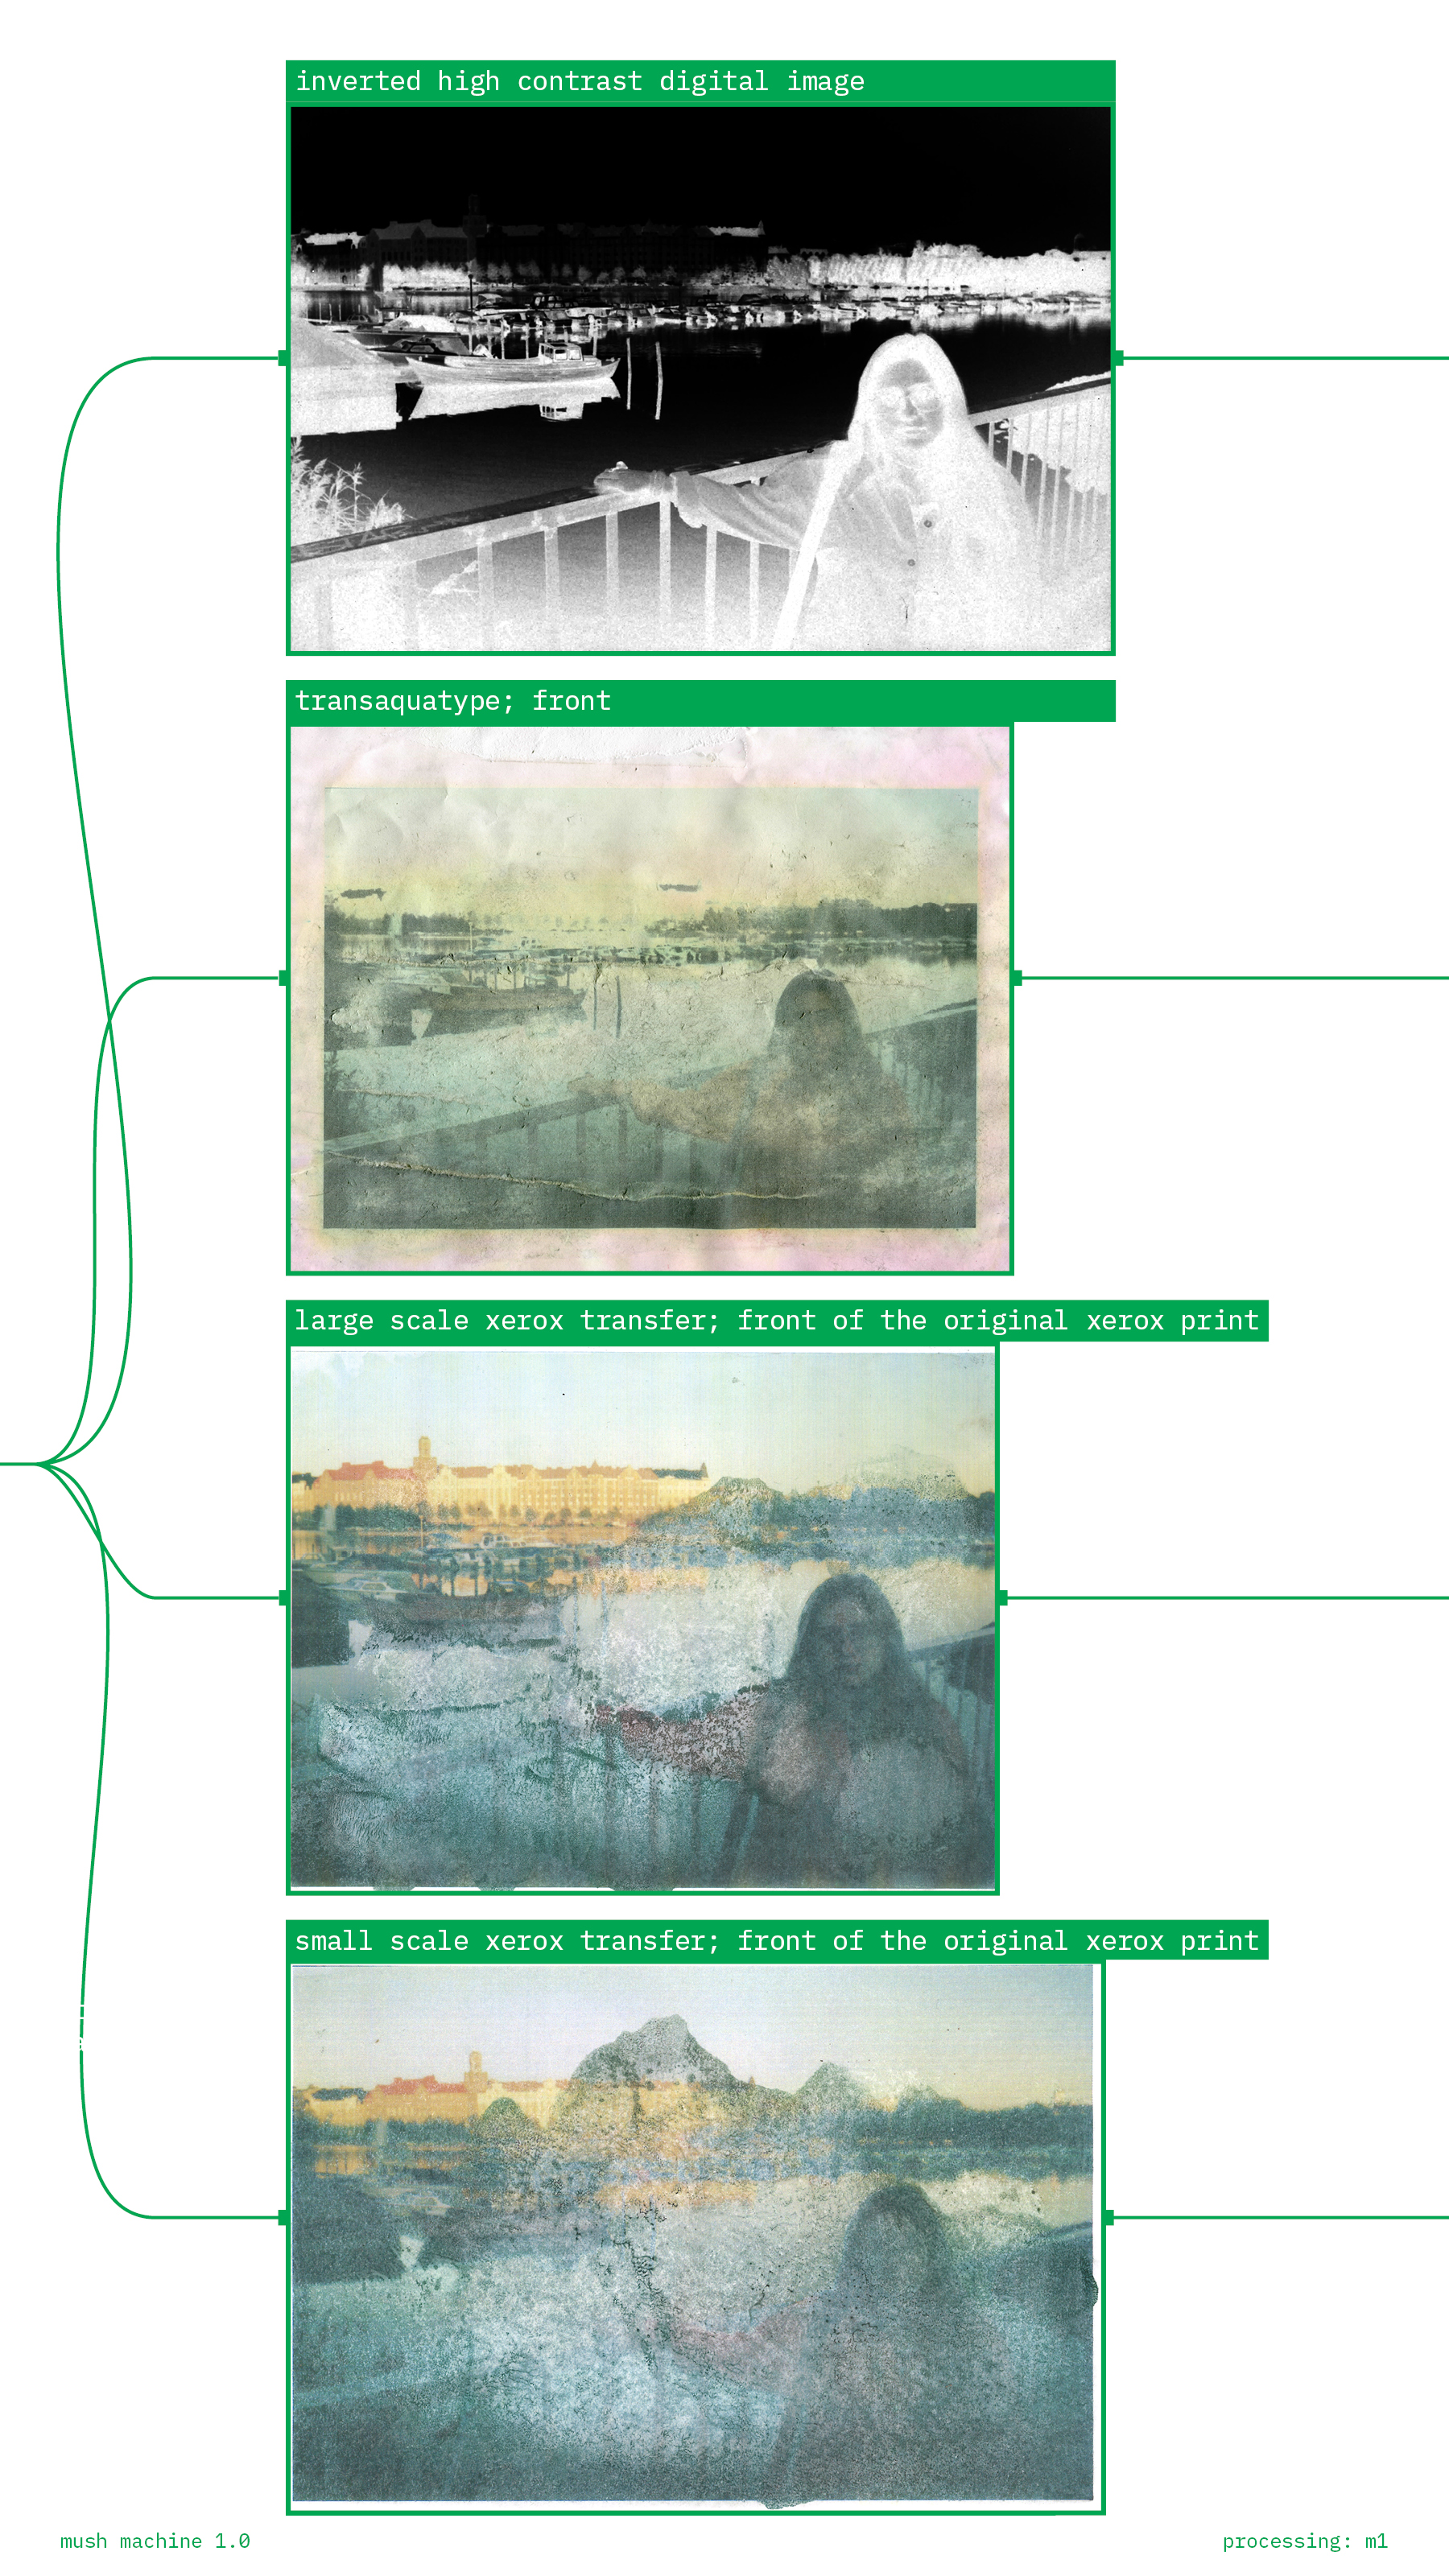 inverted high contrast digital image
transaquatype; front
large scale xerox transfer; front of the original xerox print
small scale xerox transfer; front of the original xerox print
mush machine 1.0
processing: m1